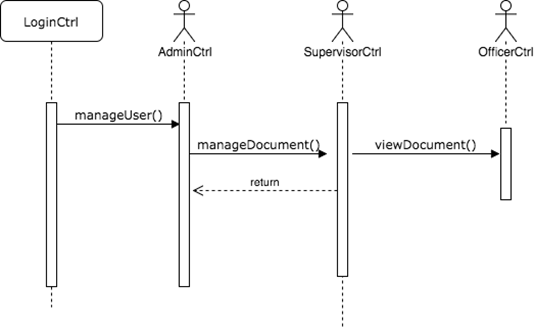 LoginCtrl
AdminCtrl
SupervisorCtrl
OfficerCtrl
manageUser()
manageDocument()
viewDocument()
return